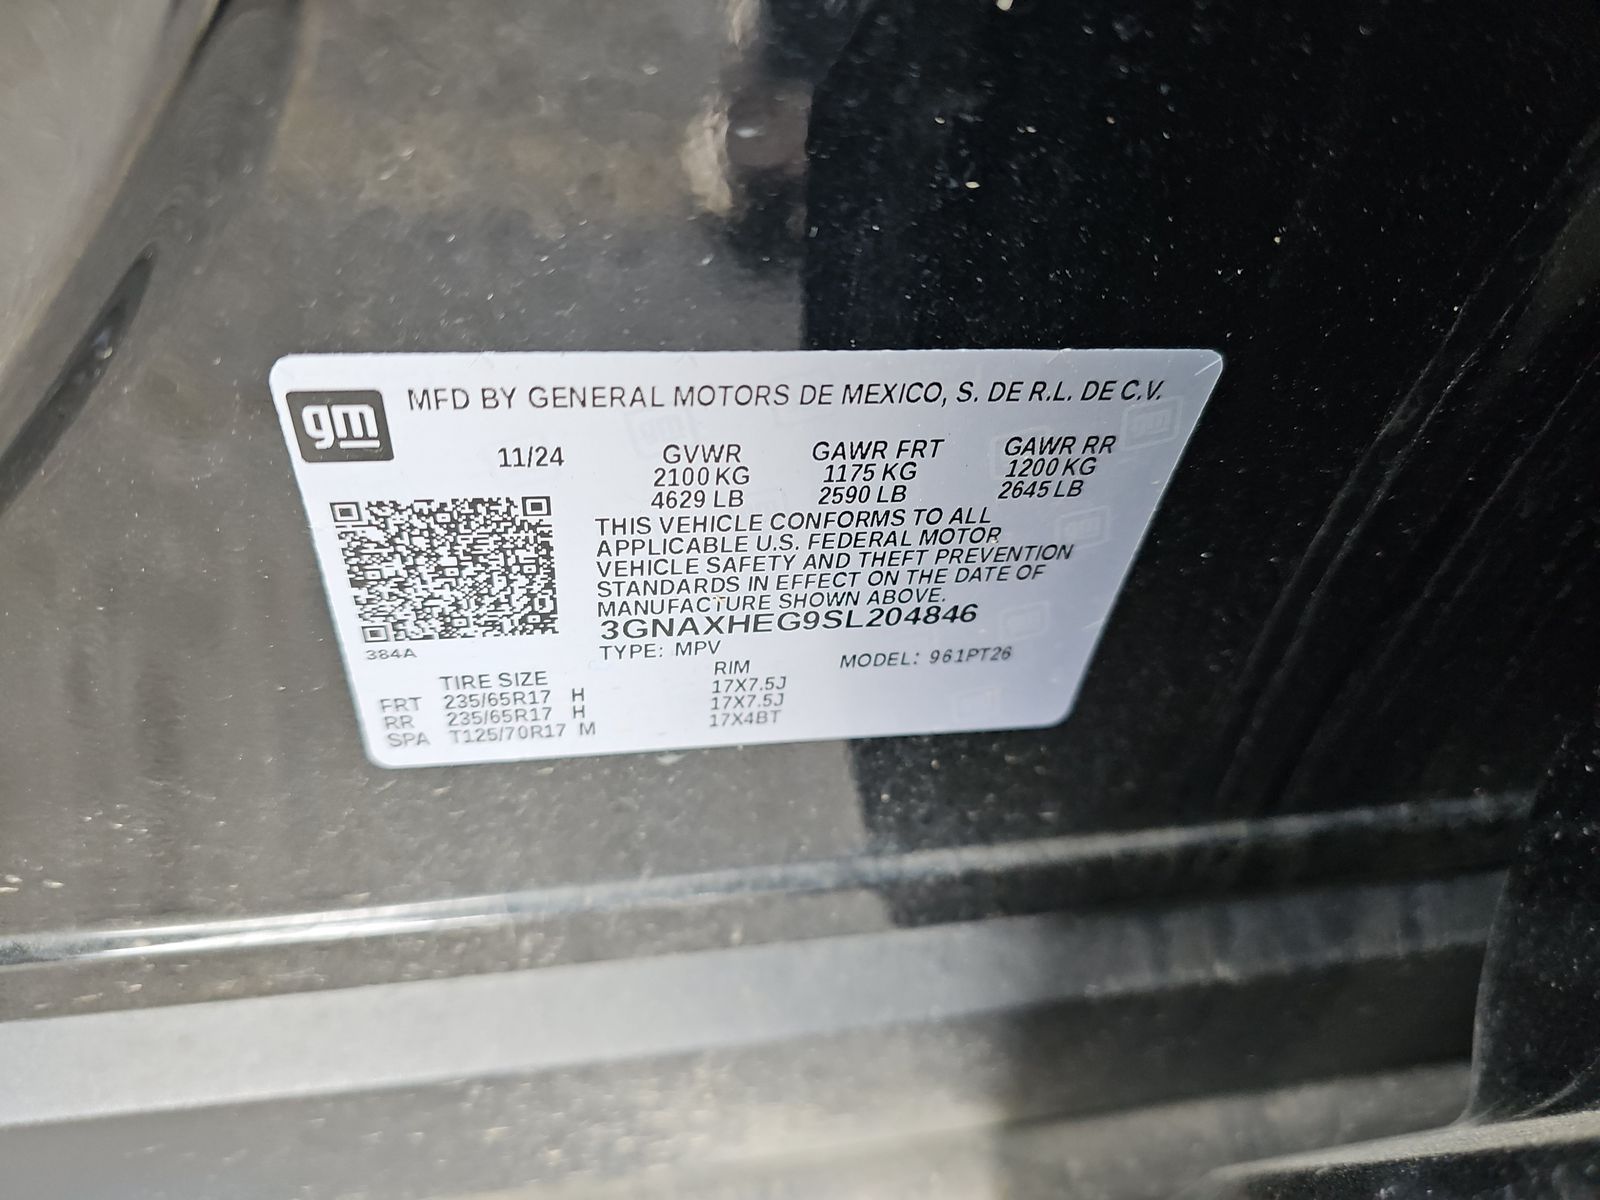 gm MFD BY GENERAL MOTORS DE MEXICO, S. DE R.L. DE C.V.
11/24 GVWR GAWR FRT GAWR RR
2100 KG 1175 KG 1200 KG
4629 LB 2590 LB 2645 LB
THIS VEHICLE CONFORMS TO ALL
APPLICABLE U.S. FEDERAL MOTOR
VEHICLE SAFETY AND THEFT PREVENTION
STANDARDS IN EFFECT ON THE DATE OF
MANUFACTURE SHOWN ABOVE.
3GNAXHEG9SL204846
384A
TYPE: MPV MODEL: 961PT26
TIRE SIZE RIM
FRT 235/65R17 H 17X7.5J
RR 235/65R17 H 17X7.5J
SPA T125/70R17 M 17X4BT